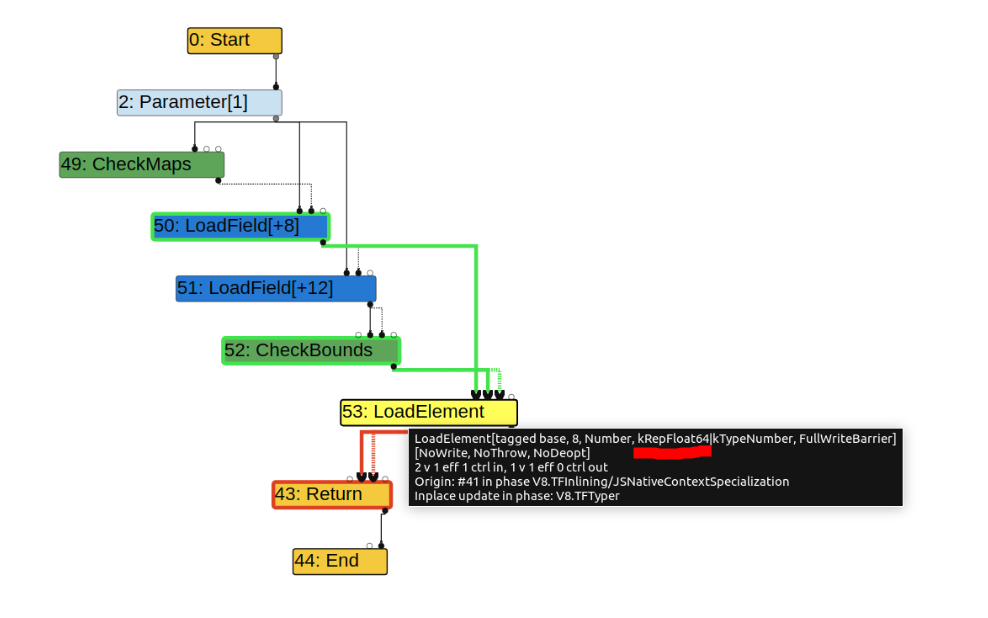 0: Start
2: Parameter[1]
49: CheckMaps
50: LoadField[+8]
51: LoadField[+12]
52: CheckBounds
53: LoadElement
LoadElement[tagged base, 8, Number, kRepFloat64|kTypeNumber, FullWriteBarrier]
[NoWrite, NoThrow, NoDeopt]
2 v 1 eff 1 ctrl in, 1 v 1 eff 0 ctrl out
Origin: #41 in phase V8.TFInlining/JSNativeContextSpecialization
Inplace update in phase: V8.TFTyper
43: Return
44: End